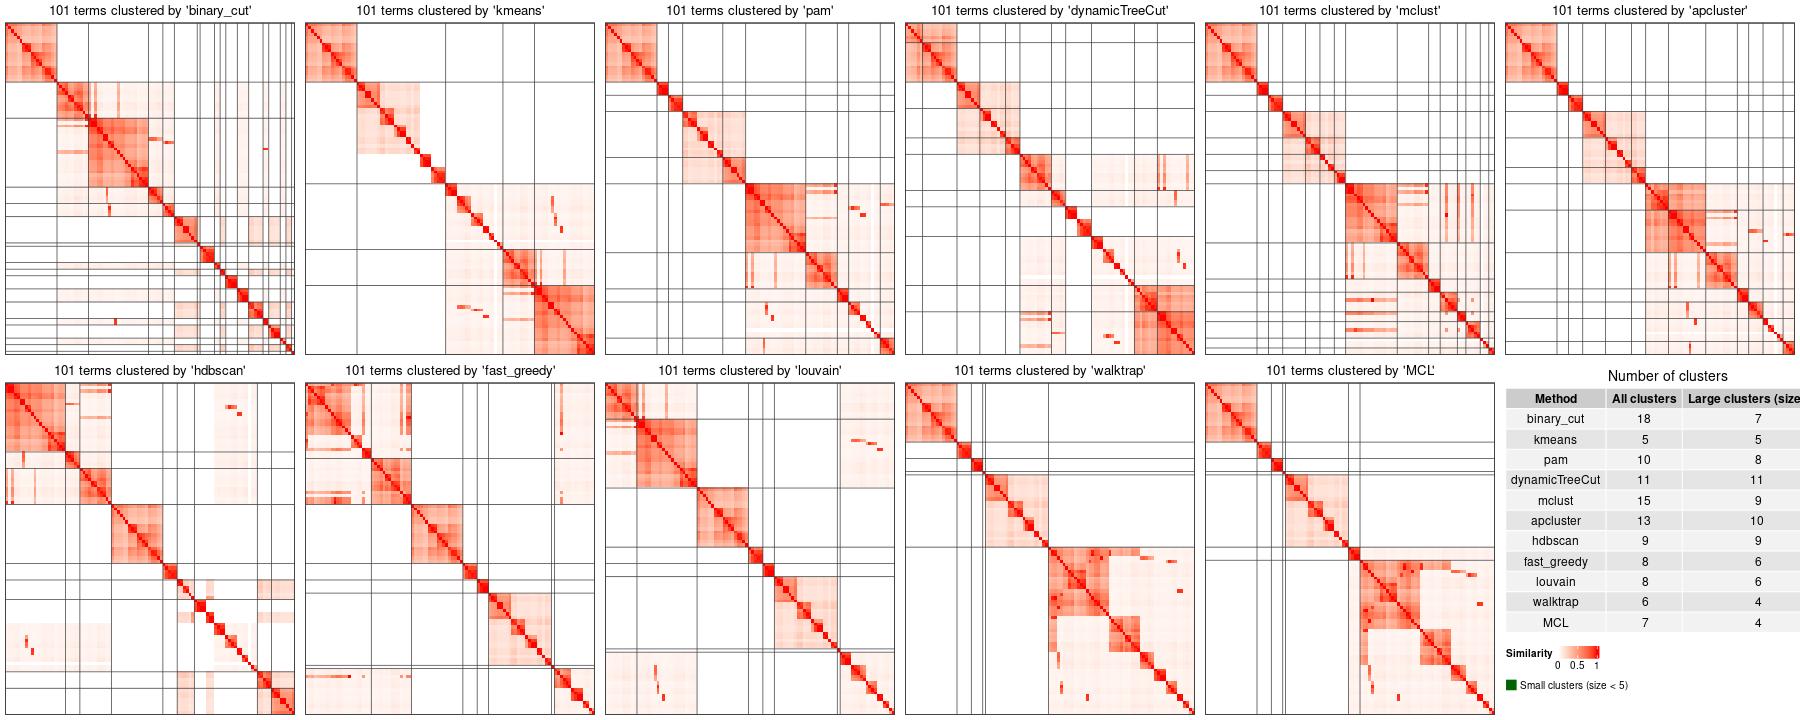 101 terms clustered by 'binary_cut'
101 terms clustered by 'kmeans'
101 terms clustered by 'pam'
101 terms clustered by 'dynamicTreeCut'
101 terms clustered by 'mclust'
101 terms clustered by 'apcluster'
101 terms clustered by 'hdbscan'
101 terms clustered by 'fast_greedy'
101 terms clustered by 'louvain'
101 terms clustered by 'walktrap'
101 terms clustered by 'MCL'
Number of clusters
Method All clusters Large clusters (size
binary_cut 18 7
kmeans 5 5
pam 10 8
dynamicTreeCut 11 11
mclust 15 9
apcluster 13 10
hdbscan 9 9
fast_greedy 8 6
louvain 8 6
walktrap 6 4
MCL 7 4
Similarity
0 0.5 1
Small clusters (size < 5)